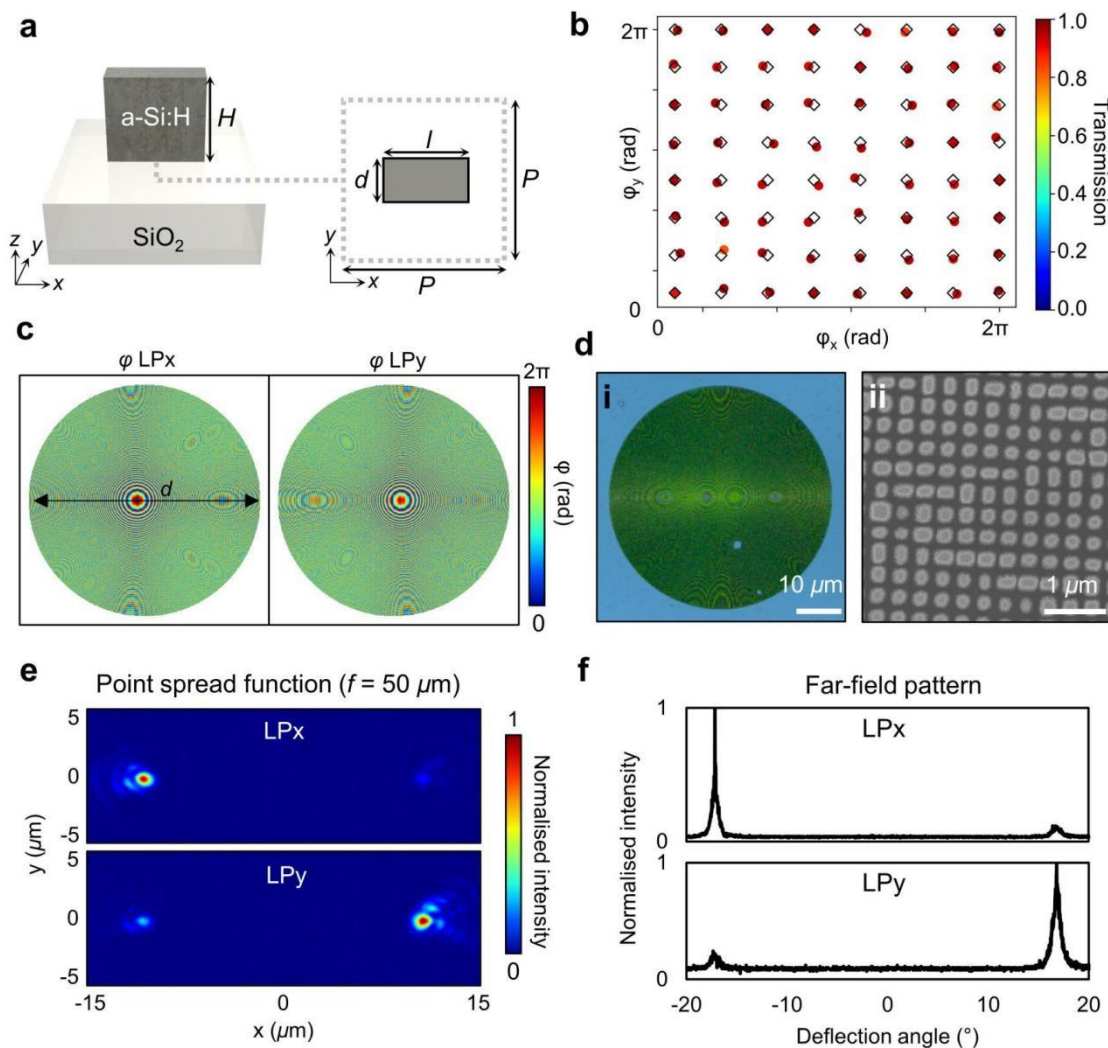 a
a-Si:H
H
SiO2
z
y
x
l
d
P
y
x
P
b
2π
φy (rad)
0
0
φx (rad)
2π
1.0
0.8
0.6
0.4
0.2
0.0
Transmission
c
φ LPx
φ LPy
d
2π
φ (rad)
0
d
i
10 μm
ii
1 μm
e
Point spread function (f = 50 μm)
5
0
-5
LPx
5
0
-5
LPy
y (μm)
-15
0
15
x (μm)
1
Normalised intensity
0
f
Far-field pattern
1
0
LPx
1
0
LPy
Normalised intensity
-20
-10
0
10
20
Deflection angle (°)